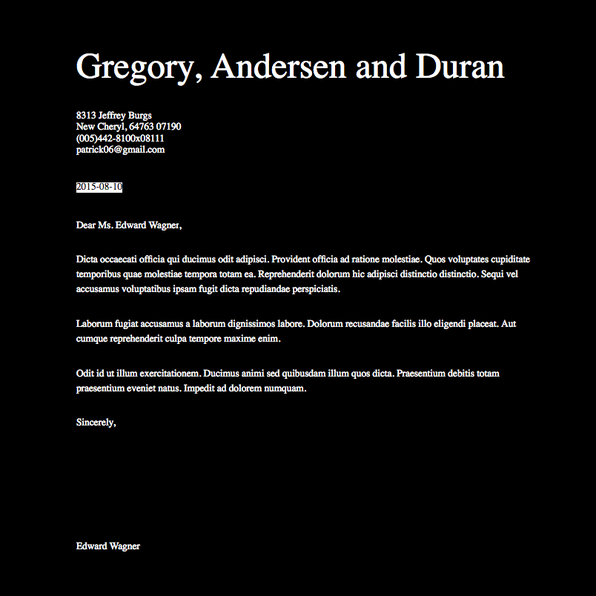 Gregory, Andersen and Duran
8313 Jeffrey Burgs
New Cheryl, 64763 07190
(005)442-8100x08111
patrick06@gmail.com
2015-08-10
Dear Ms. Edward Wagner,
Dicta occaecati officia qui ducimus odit adipisci. Provident officia ad ratione molestiae. Quos voluptates cupiditate
temporibus quae molestiae tempora totam ea. Reprehenderit dolorum hic adipisci distinctio distinctio. Sequi vel
accusamus voluptatibus ipsam fugit dicta repudiandae perspiciatis.
Laborum fugiat accusamus a laborum dignissimos labore. Dolorum recusandae facilis illo eligendi placeat. Aut
cumque reprehenderit culpa tempore maxime enim.
Odit id ut illum exercitationem. Ducimus animi sed quibusdam illum quos dicta. Praesentium debitis totam
praesentium eveniet natus. Impedit ad dolorem numquam.
Sincerely,
Edward Wagner